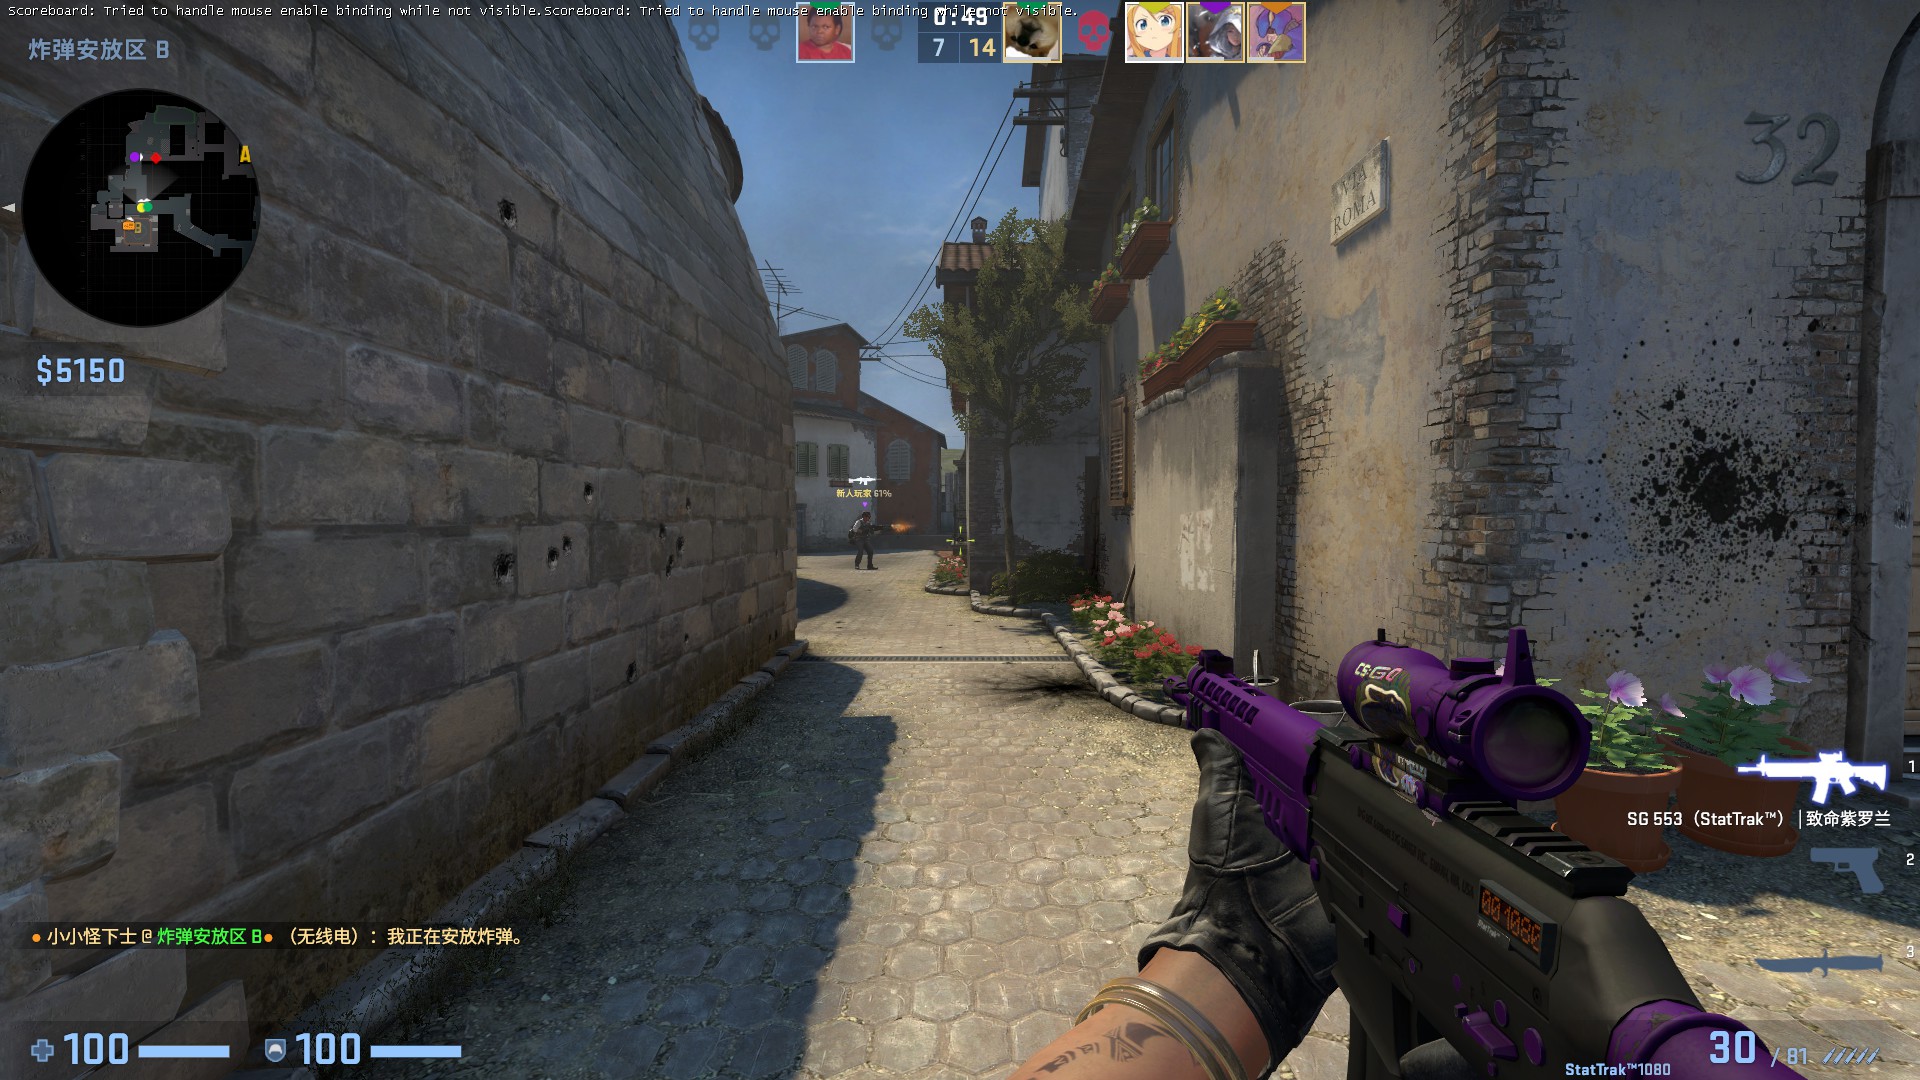 Scoreboard: Tried to handle mouse enable binding while not visible.Scoreboard: Tried to handle mouse enable binding while not visible.
0:49
7 14
炸弹安放区 B
A
32
VIA
ROMA
$5150
新人玩家 61%
CS:GO
1
SG 553（StatTrak™）| 致命紫罗兰
2
001080
小小怪下士 @ 炸弹安放区 B （无线电）：我正在安放炸弹。
3
100 100
30 / 81
StatTrak™1080